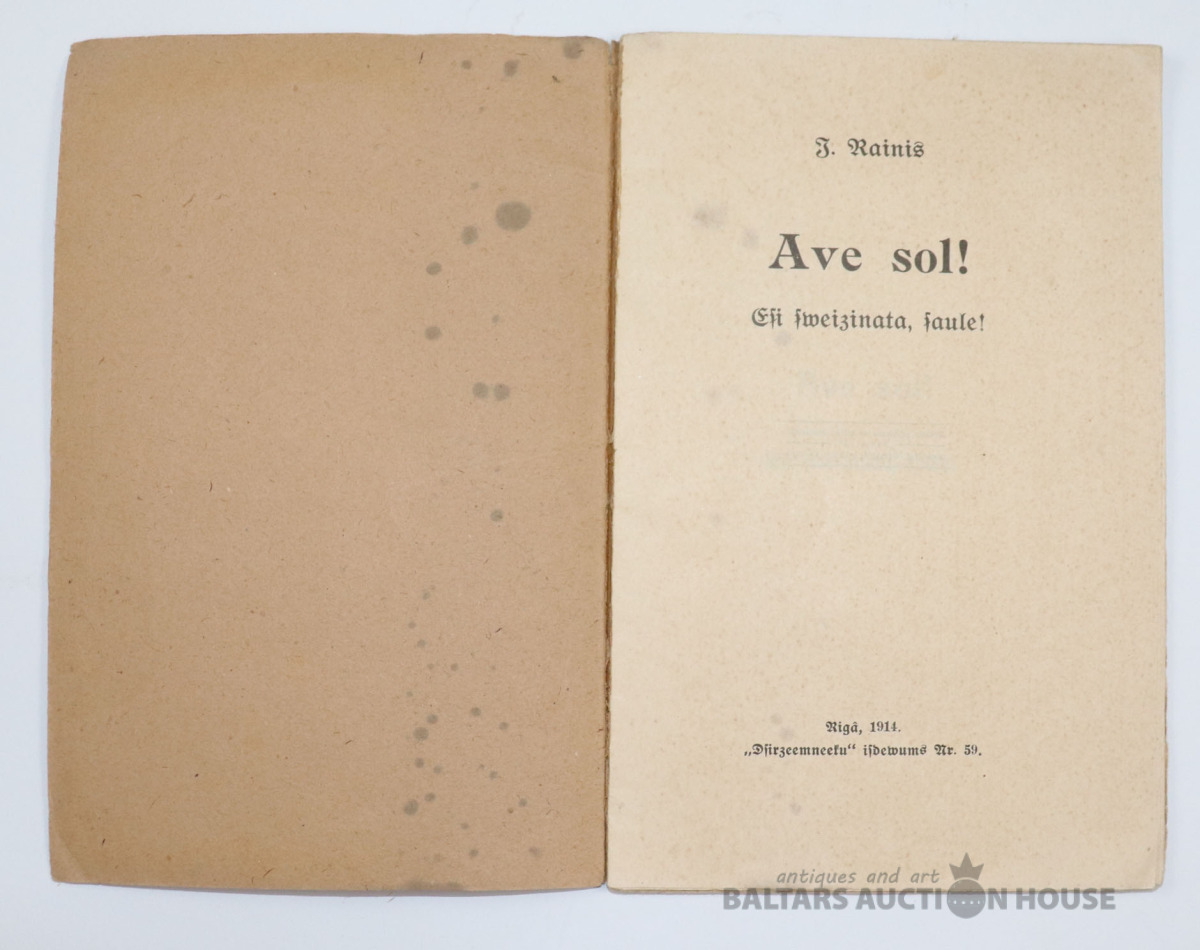 J. Rainis
Ave sol!
Eſi ſweizinata, ſaule!
Rigâ, 1914.
„Dſirzeemneeku“ iſdewums Nr. 59.
antiques and art
BALTARS AUCTION HOUSE